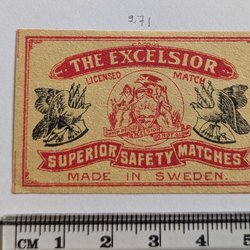 271
THE EXCELSIOR
LICENSED MATCH
SUPERIOR SAFETY MATCHES
MADE IN SWEDEN.
CM 1 2 3 4 5